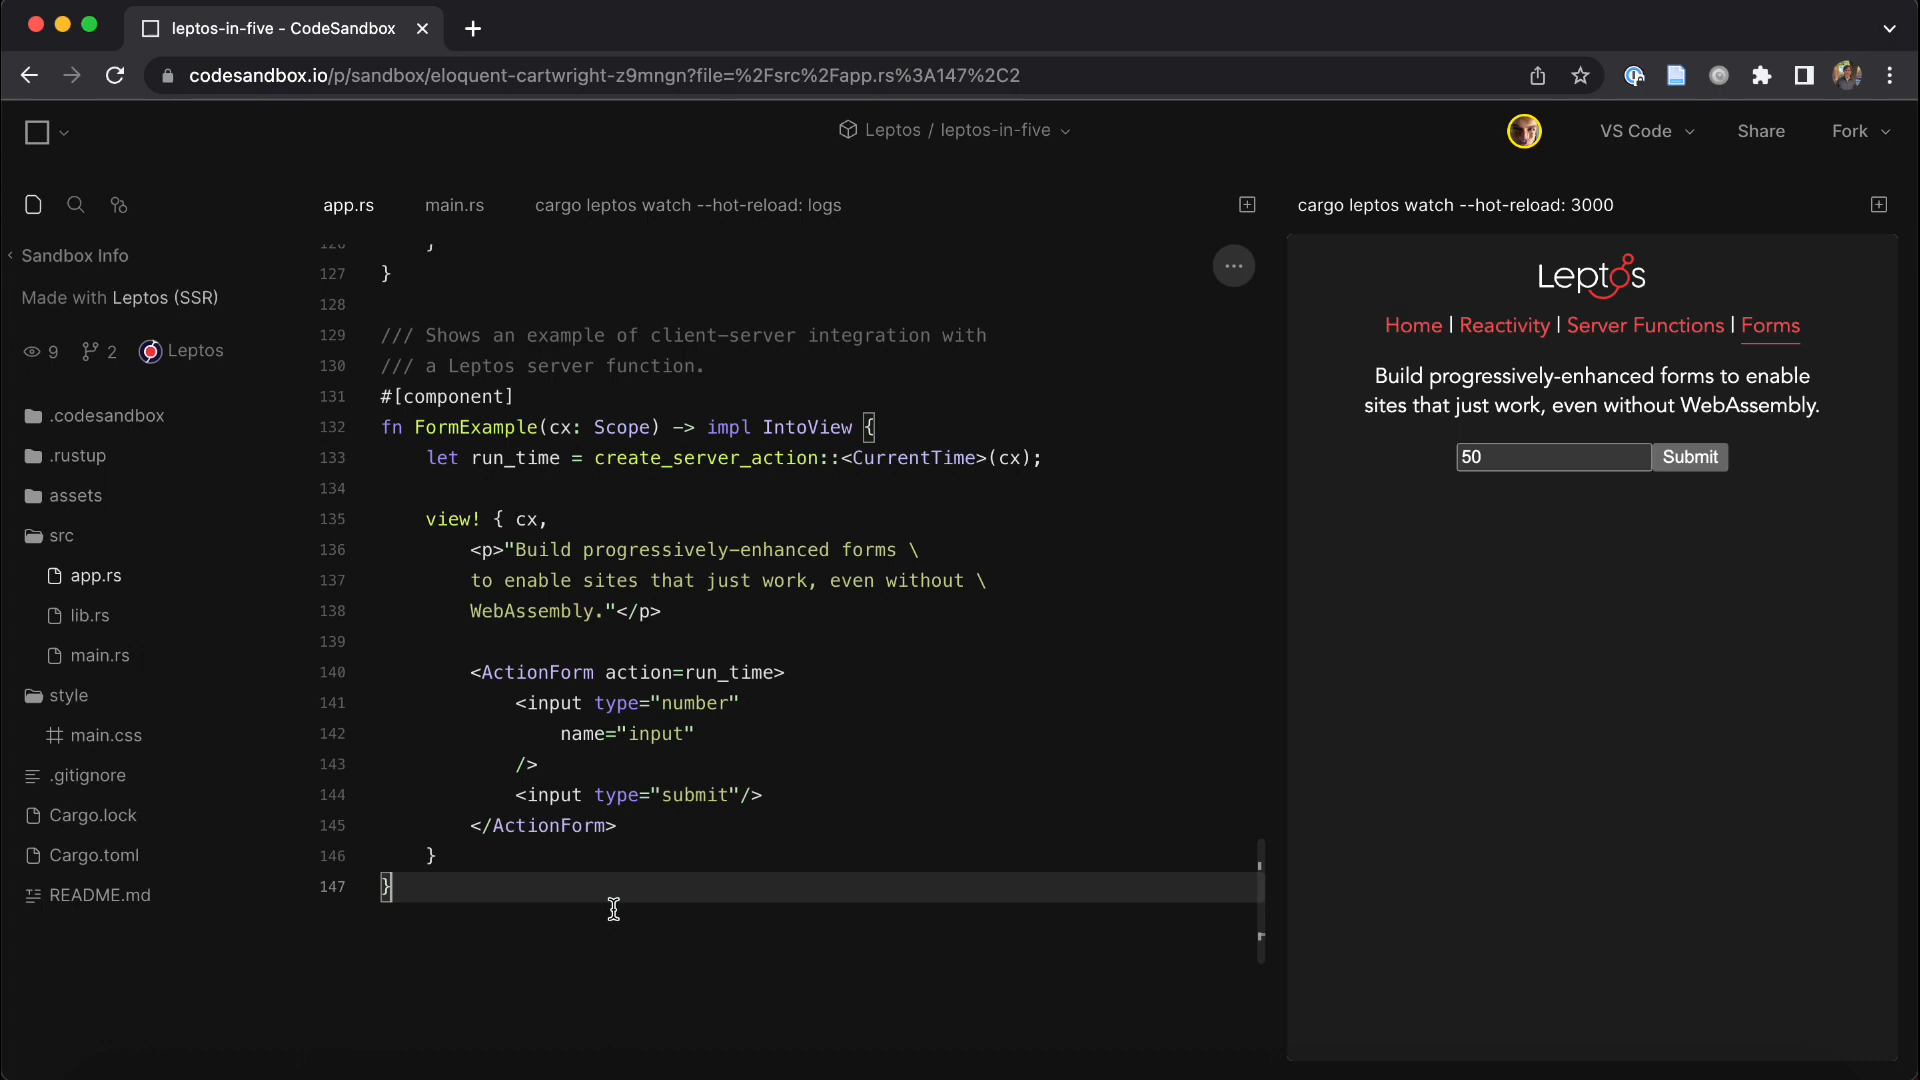 leptos-in-five - CodeSandbox
codesandbox.io/p/sandbox/eloquent-cartwright-z9mngn?file=%2Fsrc%2Fapp.rs%3A147%2C2
Leptos / leptos-in-five
VS Code
Share
Fork
app.rs
main.rs
cargo leptos watch --hot-reload: logs
cargo leptos watch --hot-reload: 3000
Sandbox Info
Made with Leptos (SSR)
9
2
Leptos
.codesandbox
.rustup
assets
src
app.rs
lib.rs
main.rs
style
main.css
.gitignore
Cargo.lock
Cargo.toml
README.md
126 }
127 }
128
129 /// Shows an example of client-server integration with
130 /// a Leptos server function.
131 #[component]
132 fn FormExample(cx: Scope) -> impl IntoView {
133 let run_time = create_server_action::<CurrentTime>(cx);
134
135 view! { cx,
136 <p>"Build progressively-enhanced forms \
137 to enable sites that just work, even without \
138 WebAssembly."</p>
139
140 <ActionForm action=run_time>
141 <input type="number"
142 name="input"
143 />
144 <input type="submit"/>
145 </ActionForm>
146 }
147 }
Leptos
Home | Reactivity | Server Functions | Forms
Build progressively-enhanced forms to enable
sites that just work, even without WebAssembly.
50
Submit